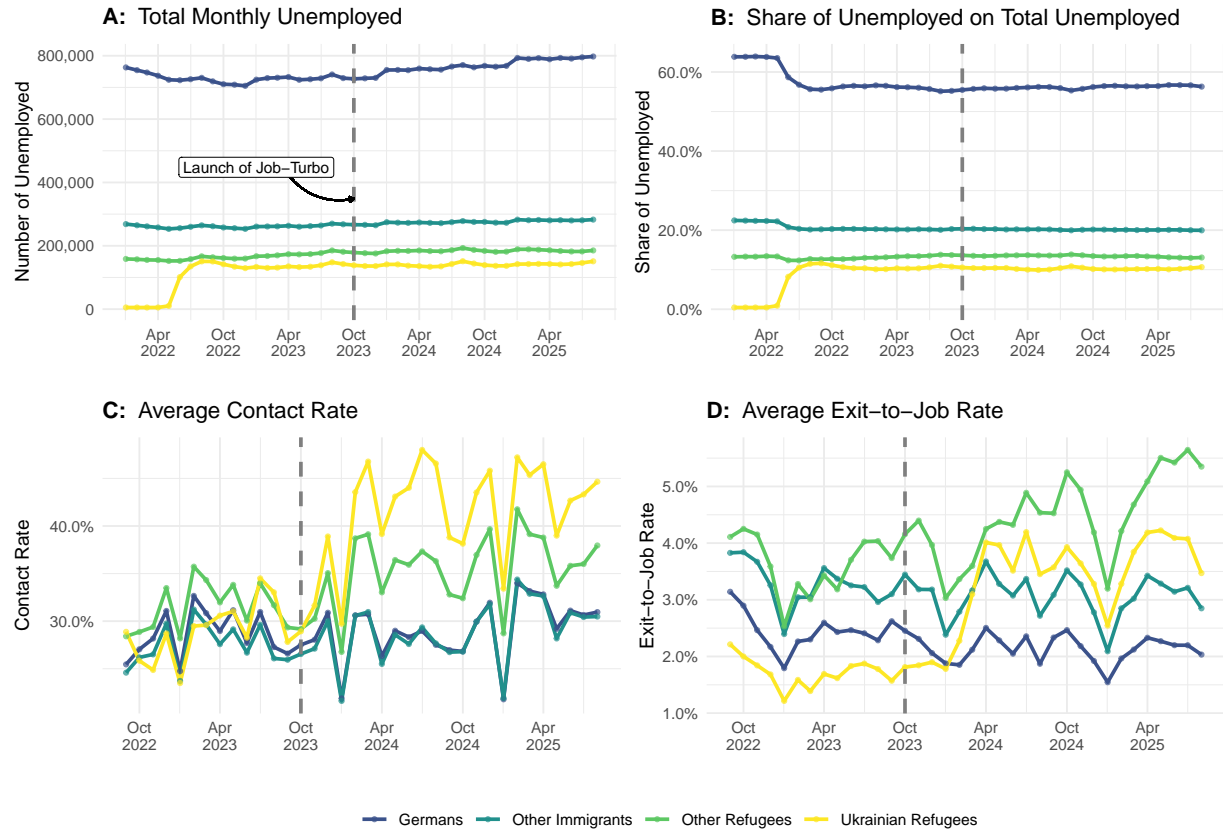 A: Total Monthly Unemployed
Number of Unemployed
800,000
600,000
400,000
200,000
0
Launch of Job−Turbo
Apr 2022
Oct 2022
Apr 2023
Oct 2023
Apr 2024
Oct 2024
Apr 2025
B: Share of Unemployed on Total Unemployed
Share of Unemployed
60.0%
40.0%
20.0%
0.0%
Apr 2022
Oct 2022
Apr 2023
Oct 2023
Apr 2024
Oct 2024
Apr 2025
C: Average Contact Rate
Contact Rate
40.0%
30.0%
Oct 2022
Apr 2023
Oct 2023
Apr 2024
Oct 2024
Apr 2025
D: Average Exit−to−Job Rate
Exit−to−Job Rate
5.0%
4.0%
3.0%
2.0%
1.0%
Oct 2022
Apr 2023
Oct 2023
Apr 2024
Oct 2024
Apr 2025
Germans
Other Immigrants
Other Refugees
Ukrainian Refugees